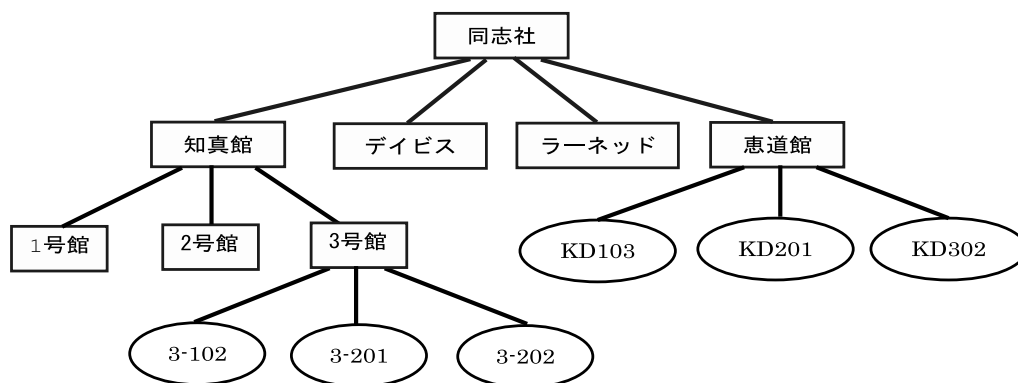 同志社
知真館
デイビス
ラーネッド
恵道館
1号館
2号館
3号館
KD103
KD201
KD302
3-102
3-201
3-202